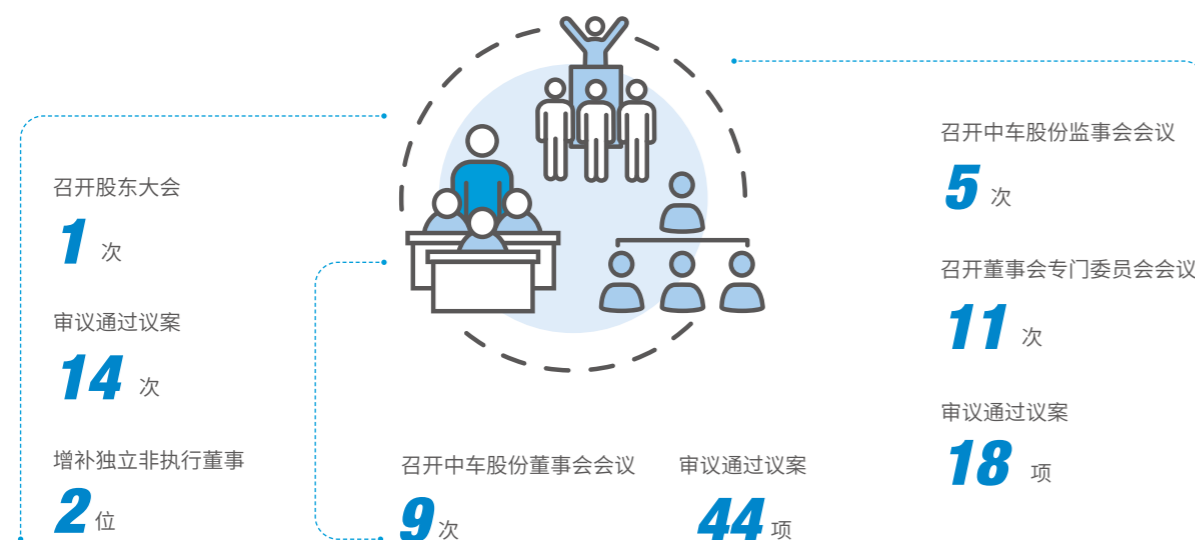 召开股东大会
1 次
审议通过议案
14 次
增补独立非执行董事
2 位
召开中车股份董事会会议
9 次
审议通过议案
44 项
召开中车股份监事会会议
5 次
召开董事会专门委员会会议
11 次
审议通过议案
18 项